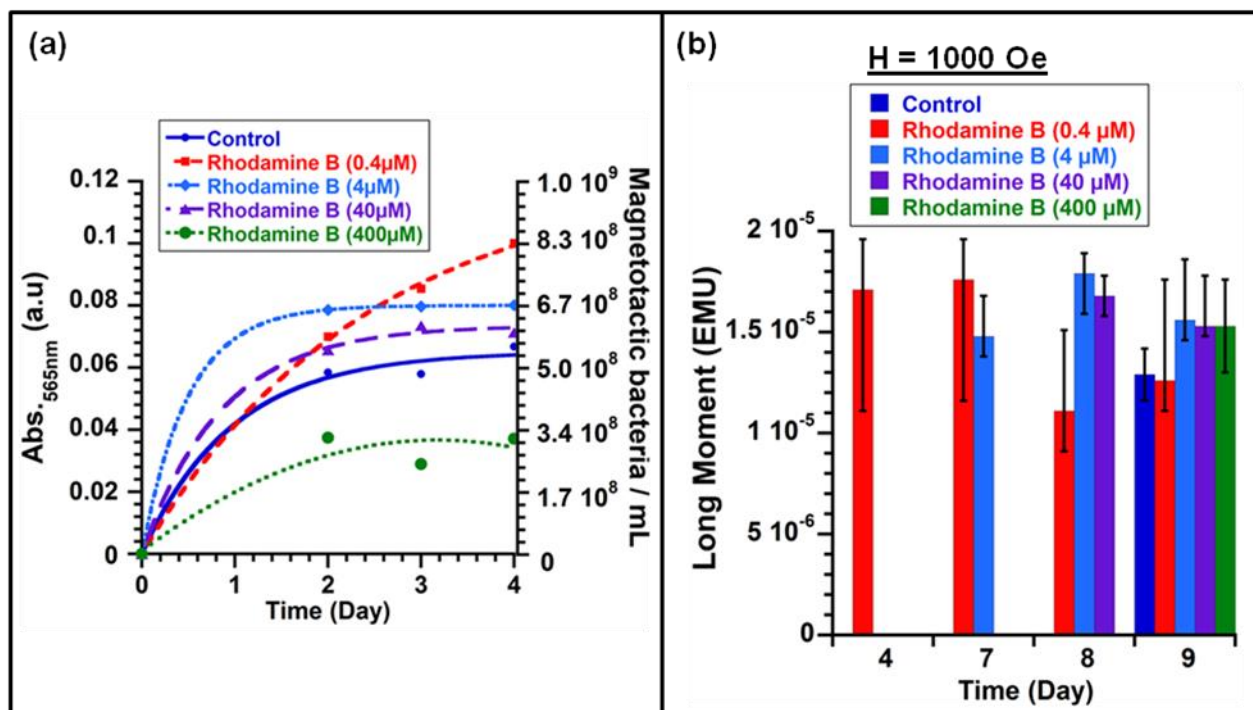 (a)
Control
Rhodamine B (0.4µM)
Rhodamine B (4µM)
Rhodamine B (40µM)
Rhodamine B (400µM)
0.12
0.1
0.08
0.06
0.04
0.02
0
Abs.565nm (a.u)
1.0 10⁹
8.3 10⁸
6.7 10⁸
5.0 10⁸
3.4 10⁸
1.7 10⁸
0
Magnetotactic bacteria / mL
0 1 2 3 4
Time (Day)
(b)
H = 1000 Oe
Control
Rhodamine B (0.4 µM)
Rhodamine B (4 µM)
Rhodamine B (40 µM)
Rhodamine B (400 µM)
2 10⁻⁵
1.5 10⁻⁵
1 10⁻⁵
5 10⁻⁶
0
Long Moment (EMU)
4 7 8 9
Time (Day)